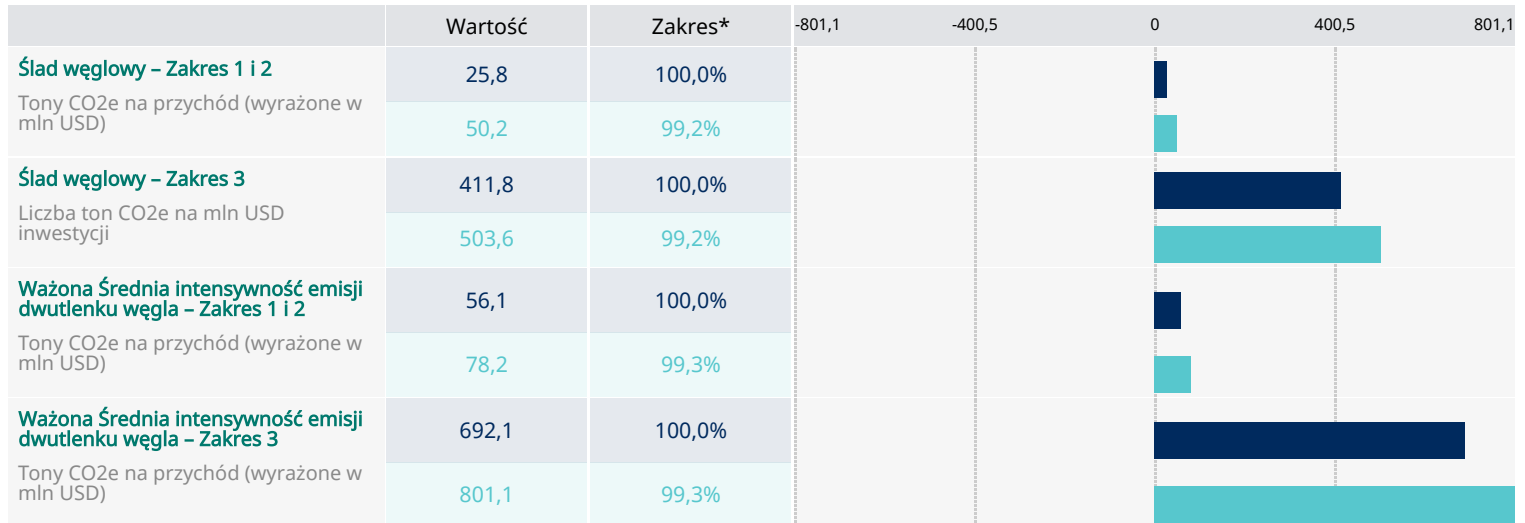 Wartość Zakres* -801,1 -400,5 0 400,5 801,1
Ślad węglowy – Zakres 1 i 2
Tony CO2e na przychód (wyrażone w
mln USD)
25,8 100,0%
50,2 99,2%
Ślad węglowy – Zakres 3
Liczba ton CO2e na mln USD
inwestycji
411,8 100,0%
503,6 99,2%
Ważona Średnia intensywność emisji
dwutlenku węgla – Zakres 1 i 2
Tony CO2e na przychód (wyrażone w
mln USD)
56,1 100,0%
78,2 99,3%
Ważona Średnia intensywność emisji
dwutlenku węgla – Zakres 3
Tony CO2e na przychód (wyrażone w
mln USD)
692,1 100,0%
801,1 99,3%